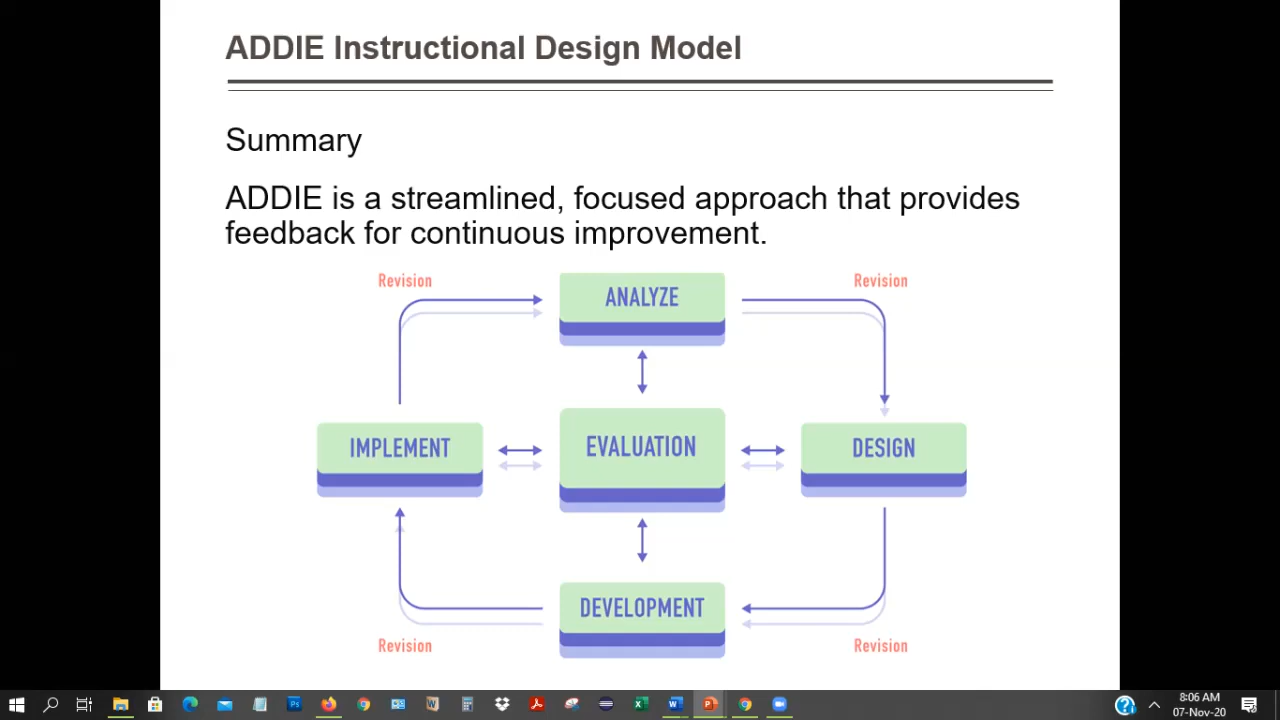 ADDIE Instructional Design Model
Summary
ADDIE is a streamlined, focused approach that provides
feedback for continuous improvement.
Revision
ANALYZE
Revision
IMPLEMENT
EVALUATION
DESIGN
DEVELOPMENT
Revision
Revision
8:06 AM
07-Nov-20